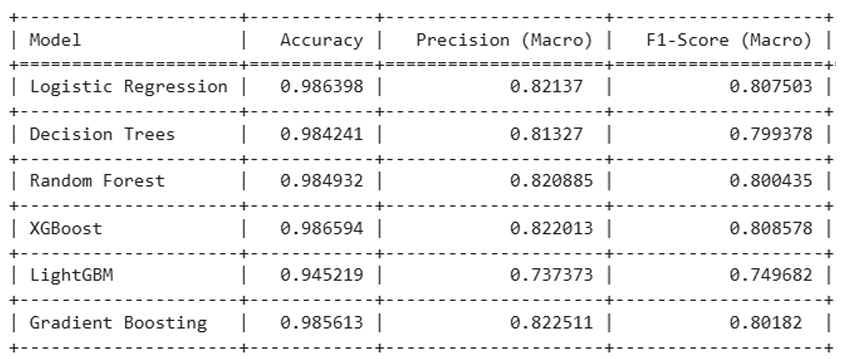 +----------------------+------------+---------------------+--------------------+
| Model                |   Accuracy |   Precision (Macro) |   F1-Score (Macro) |
+======================+============+=====================+====================+
| Logistic Regression  |   0.986398 |            0.82137  |           0.807503 |
+----------------------+------------+---------------------+--------------------+
| Decision Trees       |   0.984241 |            0.81327  |           0.799378 |
+----------------------+------------+---------------------+--------------------+
| Random Forest        |   0.984932 |            0.820885 |           0.800435 |
+----------------------+------------+---------------------+--------------------+
| XGBoost              |   0.986594 |            0.822013 |           0.808578 |
+----------------------+------------+---------------------+--------------------+
| LightGBM             |   0.945219 |            0.737373 |           0.749682 |
+----------------------+------------+---------------------+--------------------+
| Gradient Boosting    |   0.985613 |            0.822511 |           0.80182  |
+----------------------+------------+---------------------+--------------------+